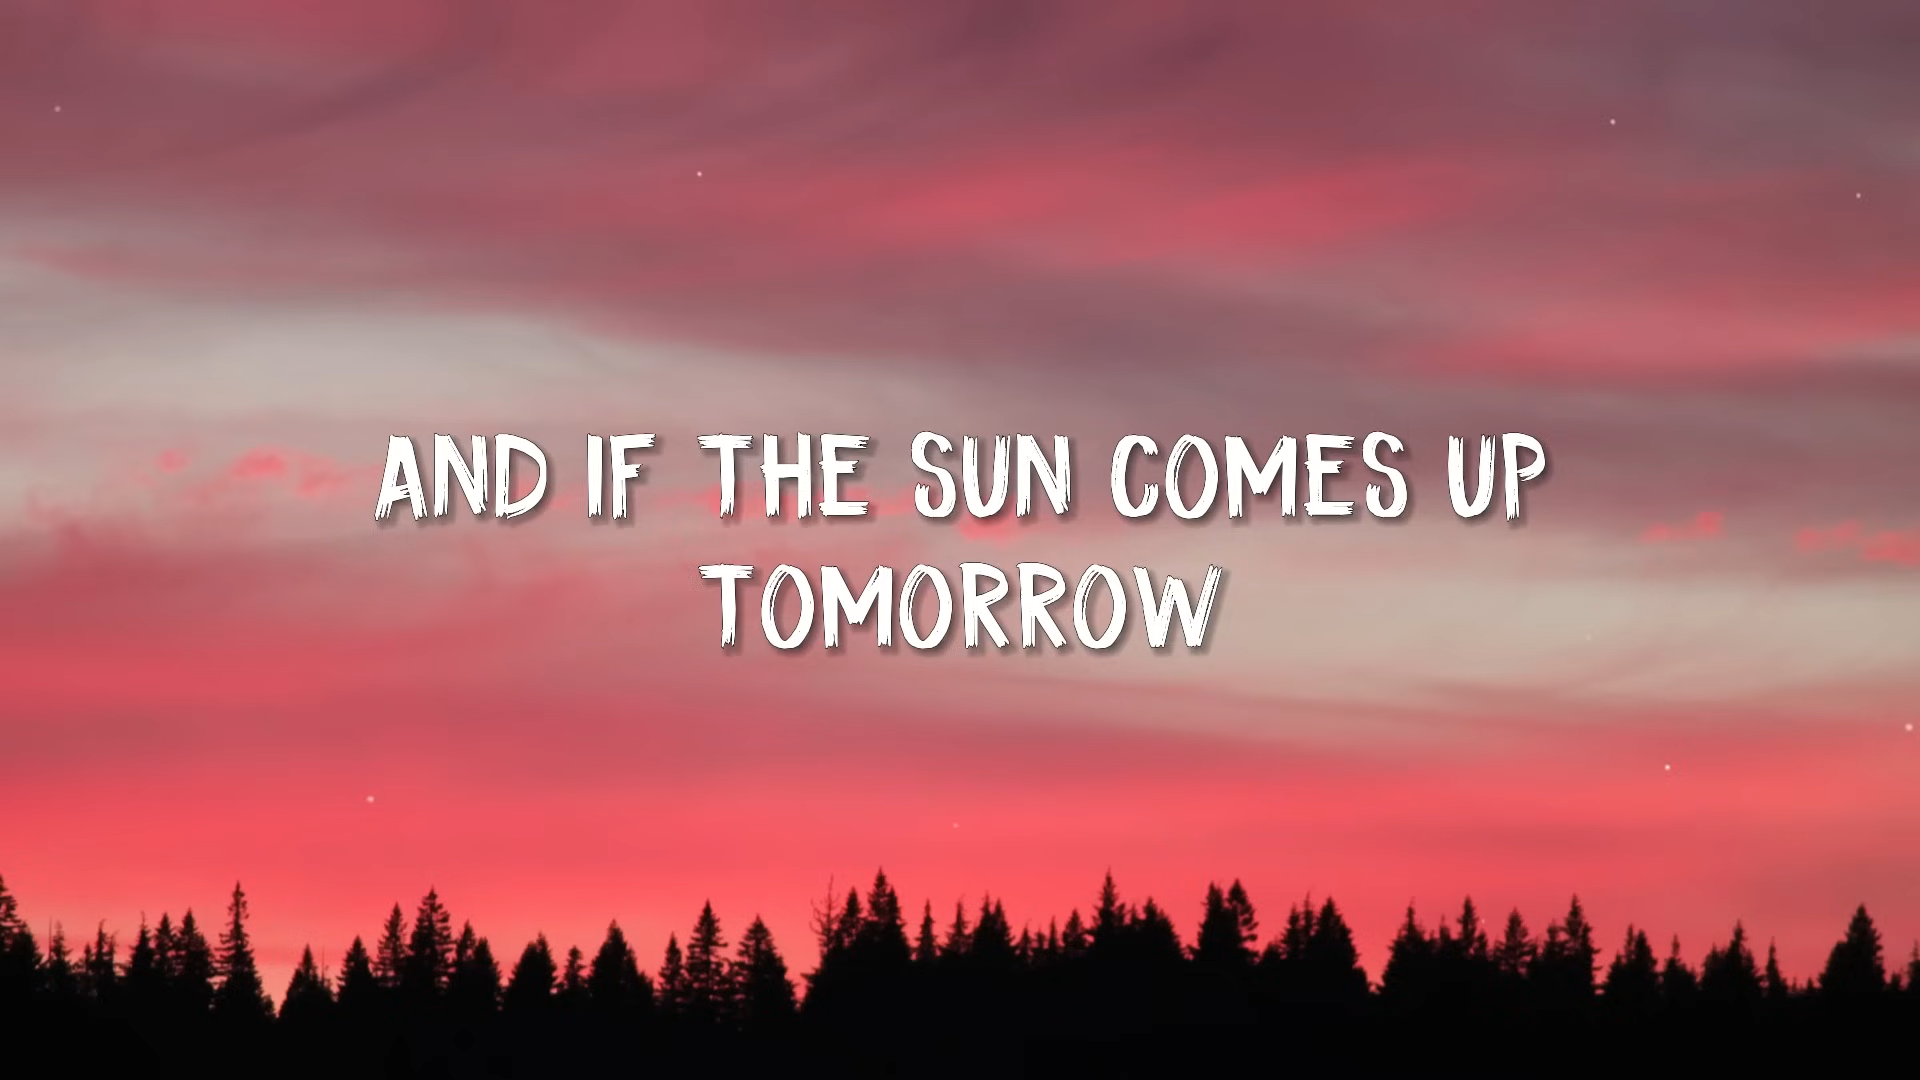 AND IF THE SUN COMES UP
TOMORROW